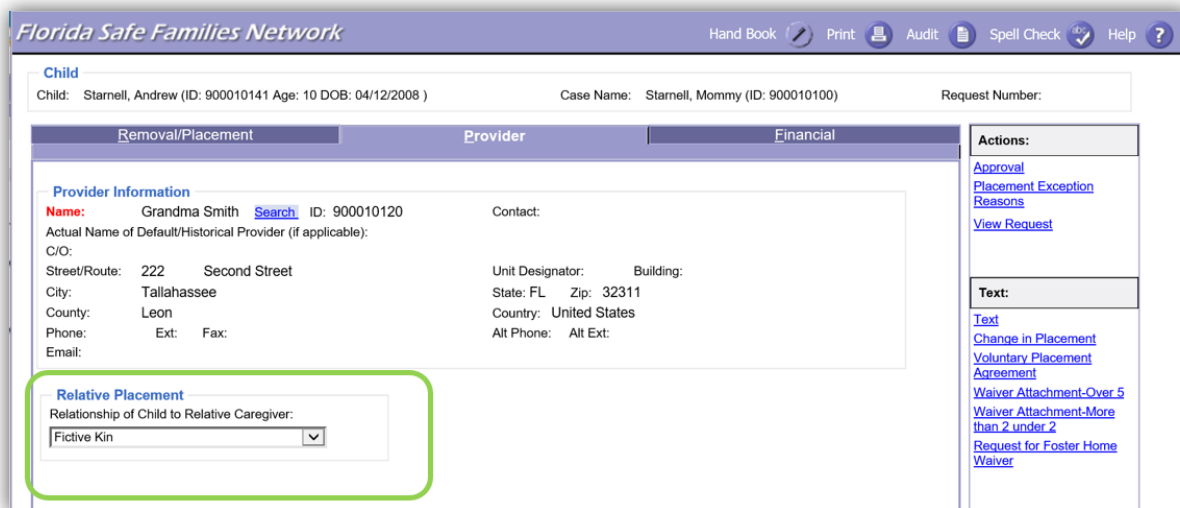 Florida Safe Families Network Hand Book Print Audit abc Spell Check Help ?
Child
Child: Starnell, Andrew (ID: 900010141 Age: 10 DOB: 04/12/2008 ) Case Name: Starnell, Mommy (ID: 900010100) Request Number:
Removal/Placement Provider Financial
Provider Information
Name: Grandma Smith Search ID: 900010120 Contact:
Actual Name of Default/Historical Provider (if applicable):
C/O:
Street/Route: 222 Second Street Unit Designator: Building:
City: Tallahassee State: FL Zip: 32311
County: Leon Country: United States
Phone: Ext: Fax: Alt Phone: Alt Ext:
Email:
Relative Placement
Relationship of Child to Relative Caregiver:
Fictive Kin
Actions:
Approval
Placement Exception
Reasons
View Request
Text:
Text
Change in Placement
Voluntary Placement
Agreement
Waiver Attachment-Over 5
Waiver Attachment-More
than 2 under 2
Request for Foster Home
Waiver